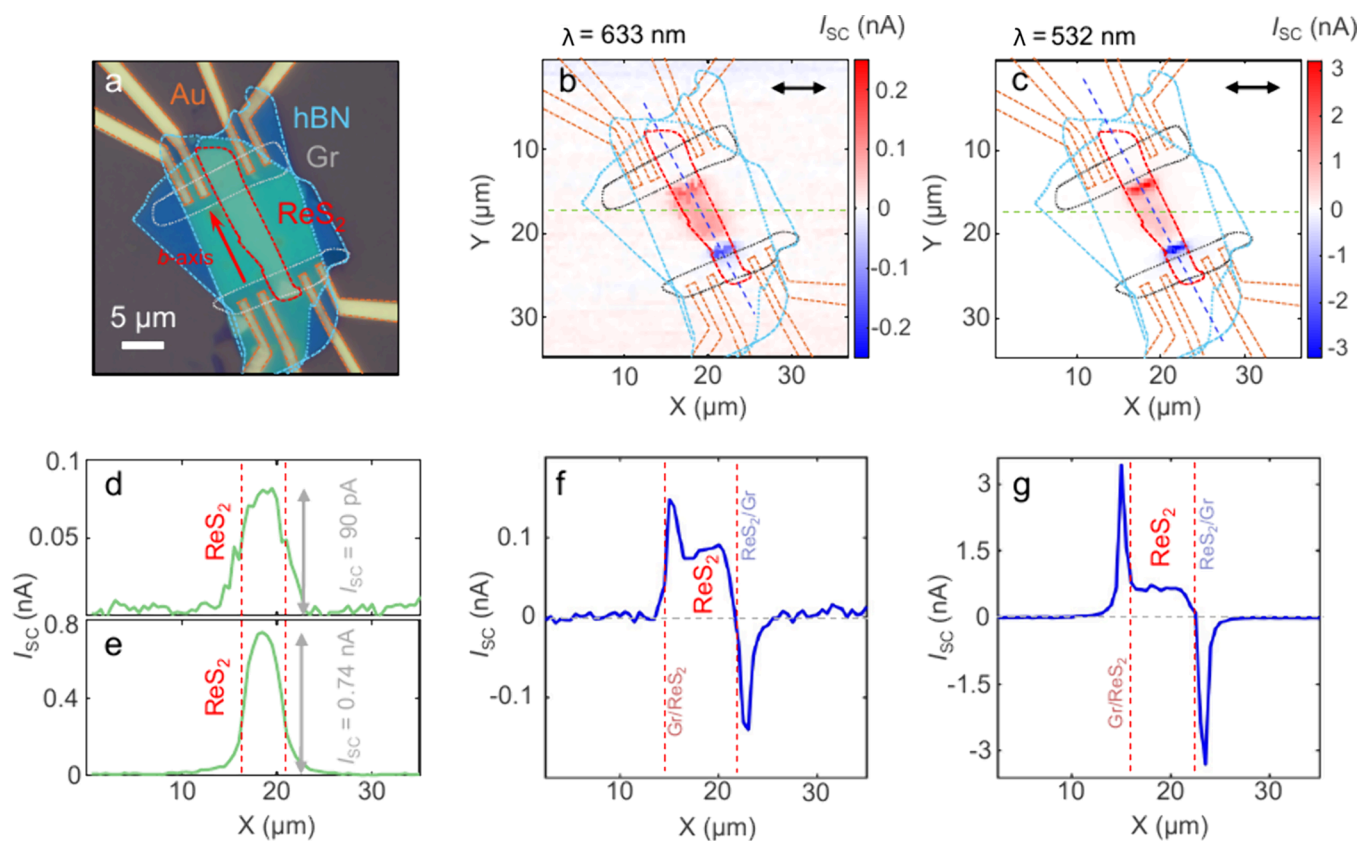 a
Au
hBN
Gr
ReS2
b-axis
5 μm
λ = 633 nm
ISC (nA)
b
0.2
0.1
0
-0.1
-0.2
10
20
30
Y (μm)
10
20
30
X (μm)
λ = 532 nm
ISC (nA)
c
3
2
1
0
-1
-2
-3
10
20
30
Y (μm)
10
20
30
X (μm)
d
0.1
0.05
0
ReS2
ISC = 90 pA
ISC (nA)
e
0.8
0.4
0
ReS2
ISC = 0.74 nA
10
20
30
X (μm)
f
0.1
0
-0.1
ISC (nA)
Gr/ReS2
ReS2
ReS2/Gr
10
20
30
X (μm)
g
3
1.5
0
-1.5
-3
ISC (nA)
Gr/ReS2
ReS2
ReS2/Gr
10
20
30
X (μm)